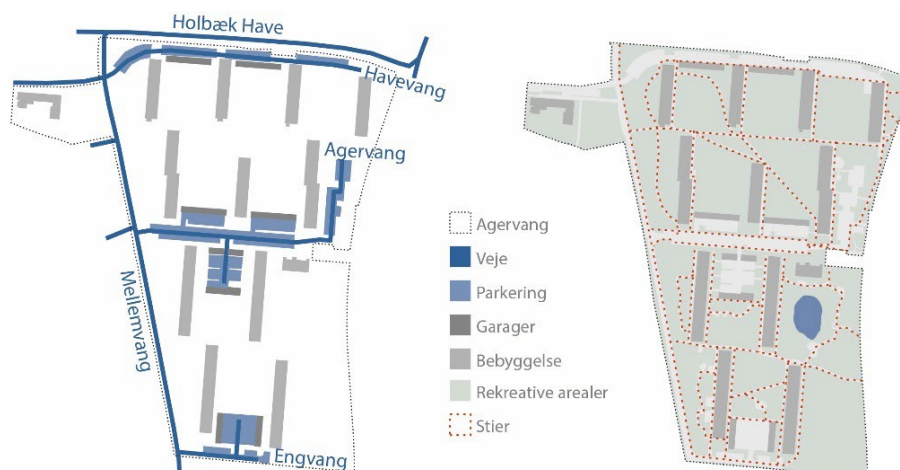 Holbæk Have
Havevang
Agervang
Mellemvang
Engvang
Agervang
Veje
Parkering
Garager
Bebyggelse
Rekreative arealer
Stier